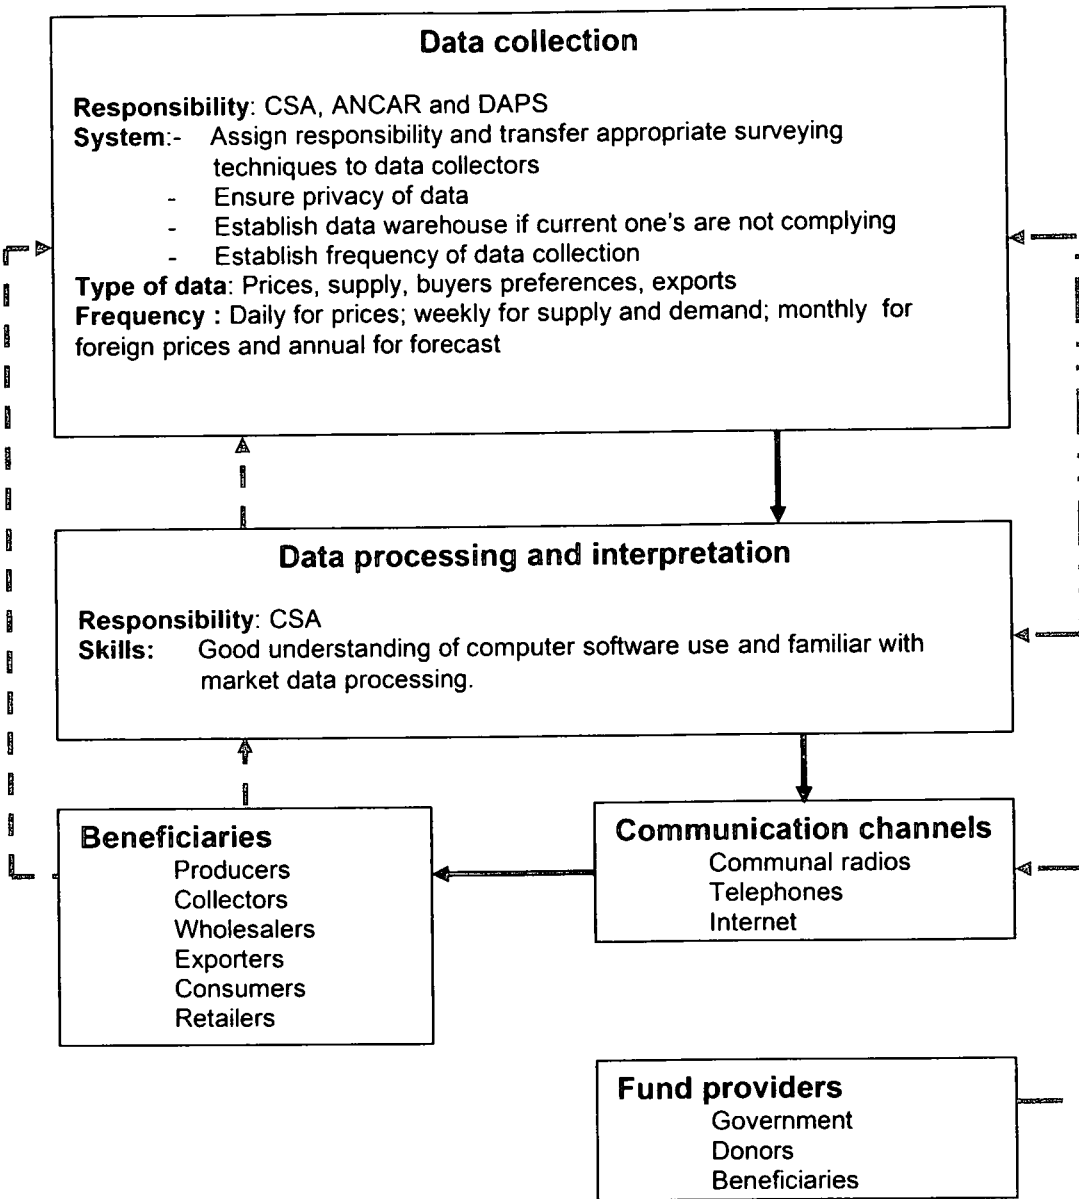 Data collection
Responsibility: CSA, ANCAR and DAPS
System:- Assign responsibility and transfer appropriate surveying
techniques to data collectors
- Ensure privacy of data
- Establish data warehouse if current one's are not complying
- Establish frequency of data collection
Type of data: Prices, supply, buyers preferences, exports
Frequency : Daily for prices; weekly for supply and demand; monthly for
foreign prices and annual for forecast
Data processing and interpretation
Responsibility: CSA
Skills: Good understanding of computer software use and familiar with
market data processing.
Beneficiaries
Producers
Collectors
Wholesalers
Exporters
Consumers
Retailers
Communication channels
Communal radios
Telephones
Internet
Fund providers
Government
Donors
Beneficiaries